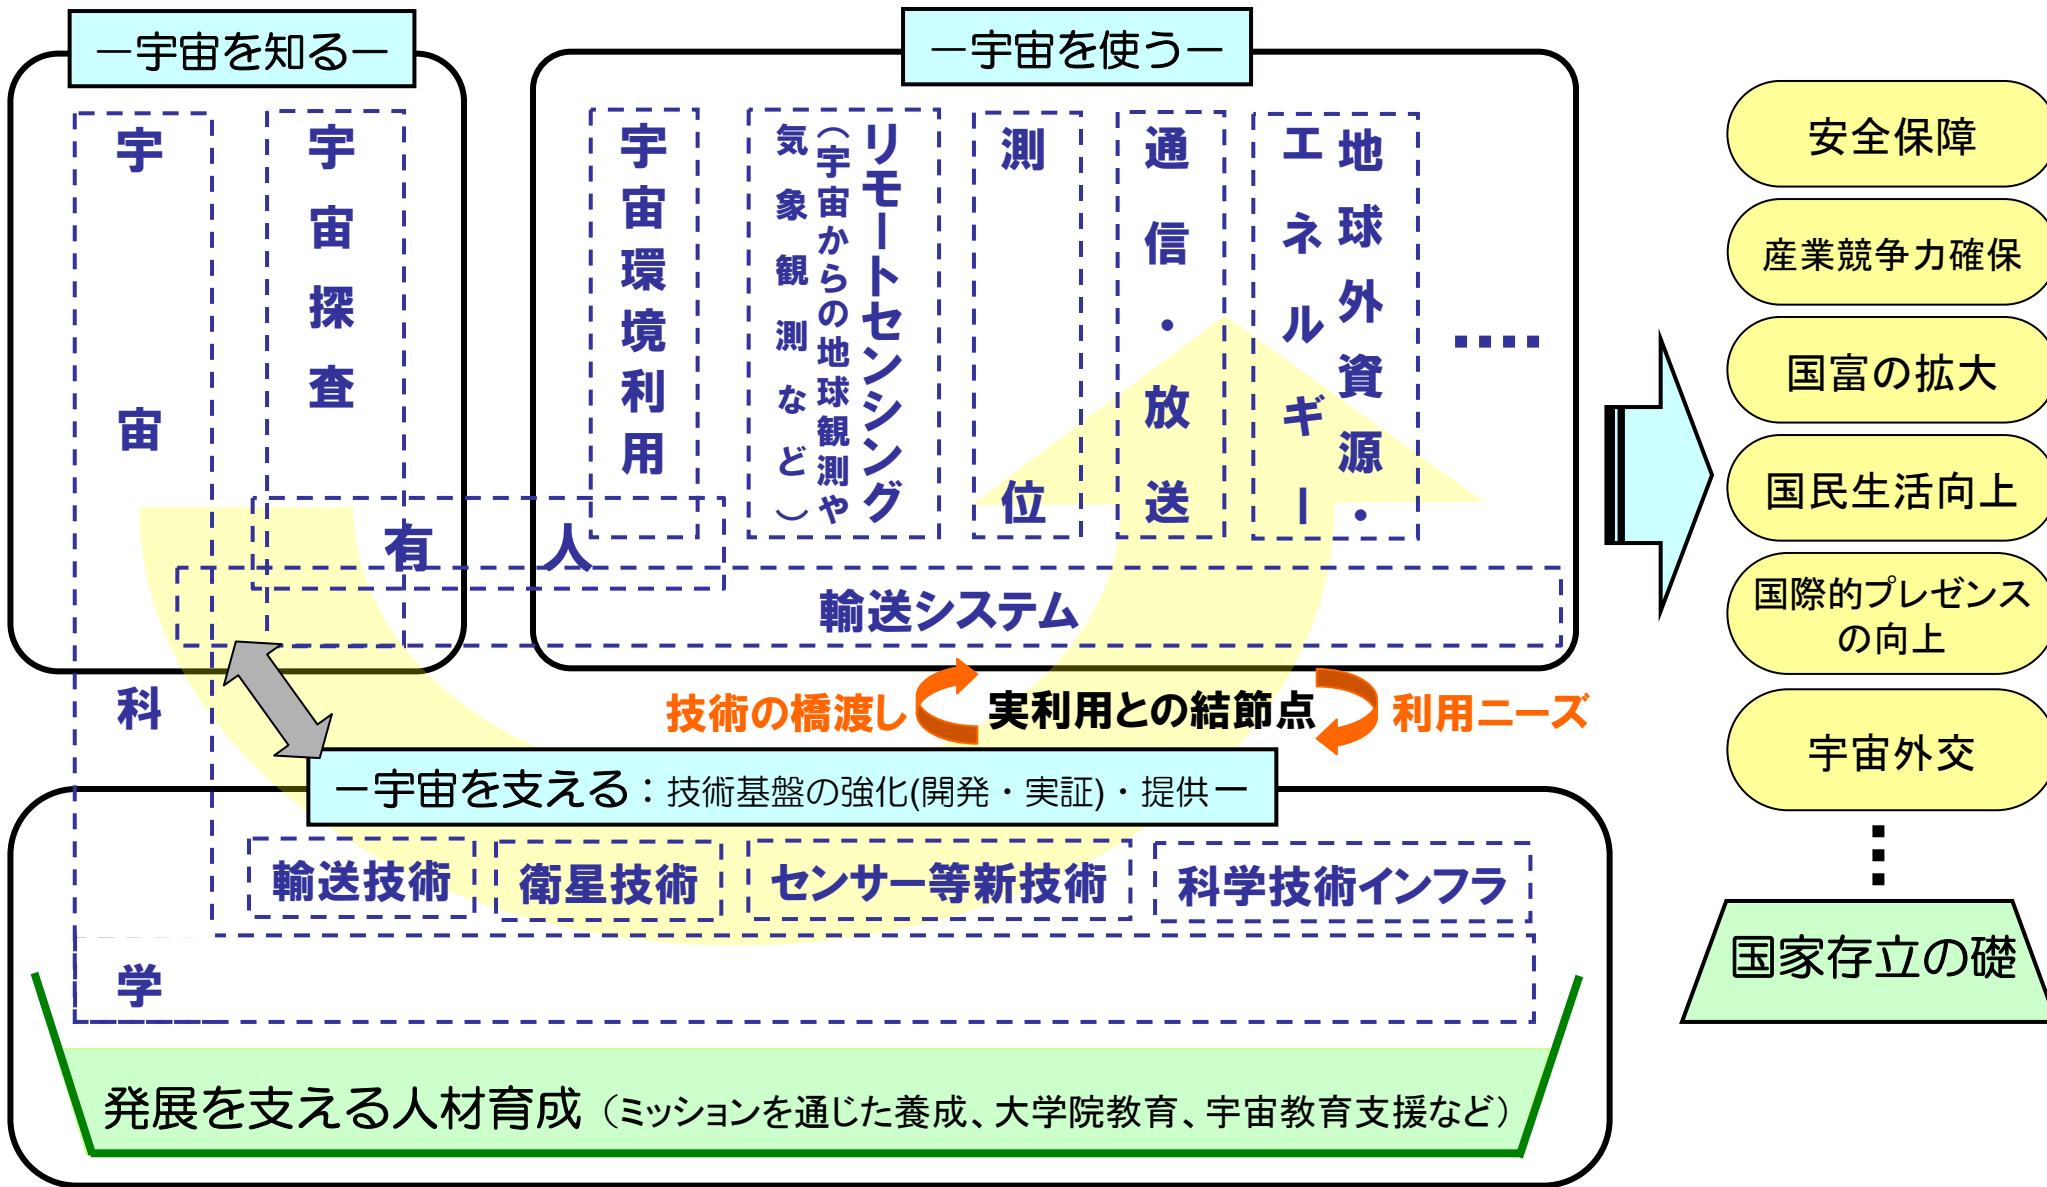 －宇宙を知る－
宇宙科学
宇宙探査
－宇宙を使う－
宇宙環境利用
リモートセンシング
（宇宙からの地球観測や
気象観測など）
測位
通信・放送
地球外資源・
エネルギー
‥‥
有人
輸送システム
技術の橋渡し
実利用との結節点
利用ニーズ
－宇宙を支える：技術基盤の強化(開発・実証)・提供－
輸送技術
衛星技術
センサー等新技術
科学技術インフラ
発展を支える人材育成（ミッションを通じた養成、大学院教育、宇宙教育支援など）
安全保障
産業競争力確保
国富の拡大
国民生活向上
国際的プレゼンス
の向上
宇宙外交
⋮
国家存立の礎